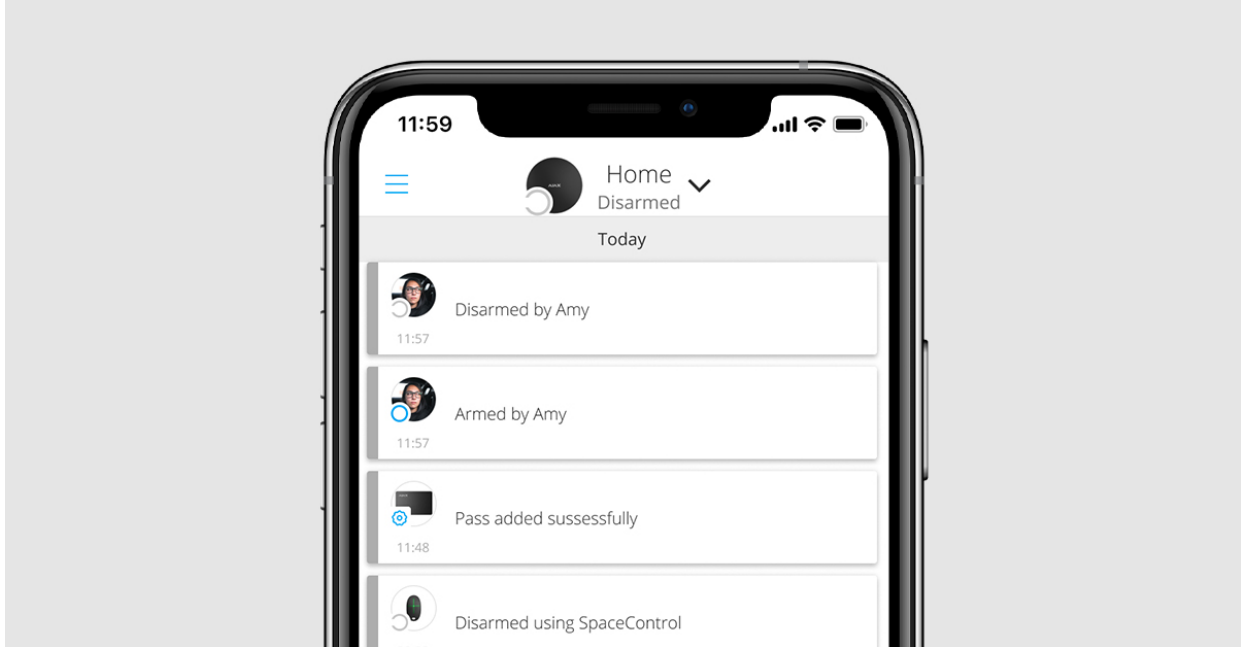 11:59
Home
Disarmed
Today
Disarmed by Amy
11:57
Armed by Amy
11:57
Pass added sussessfully
11:48
Disarmed using SpaceControl